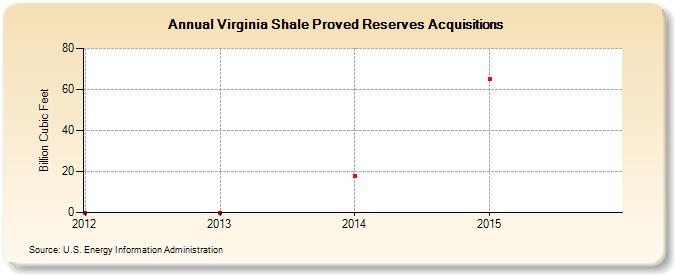 Annual Virginia Shale Proved Reserves Acquisitions
Billion Cubic Feet
80
60
40
20
0
2012 2013 2014 2015
Source: U.S. Energy Information Administration